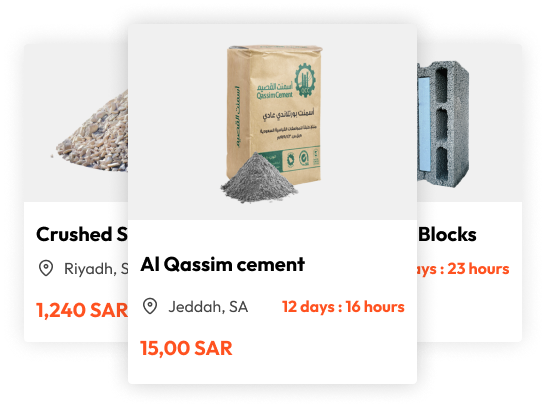 أسمنت القصيم
QassimCement
أسمنت بورتلاندي عادي
Crushed S
Riyadh, S
1,240 SAR
Al Qassim cement
Jeddah, SA
12 days : 16 hours
15,00 SAR
Blocks
ays : 23 hours